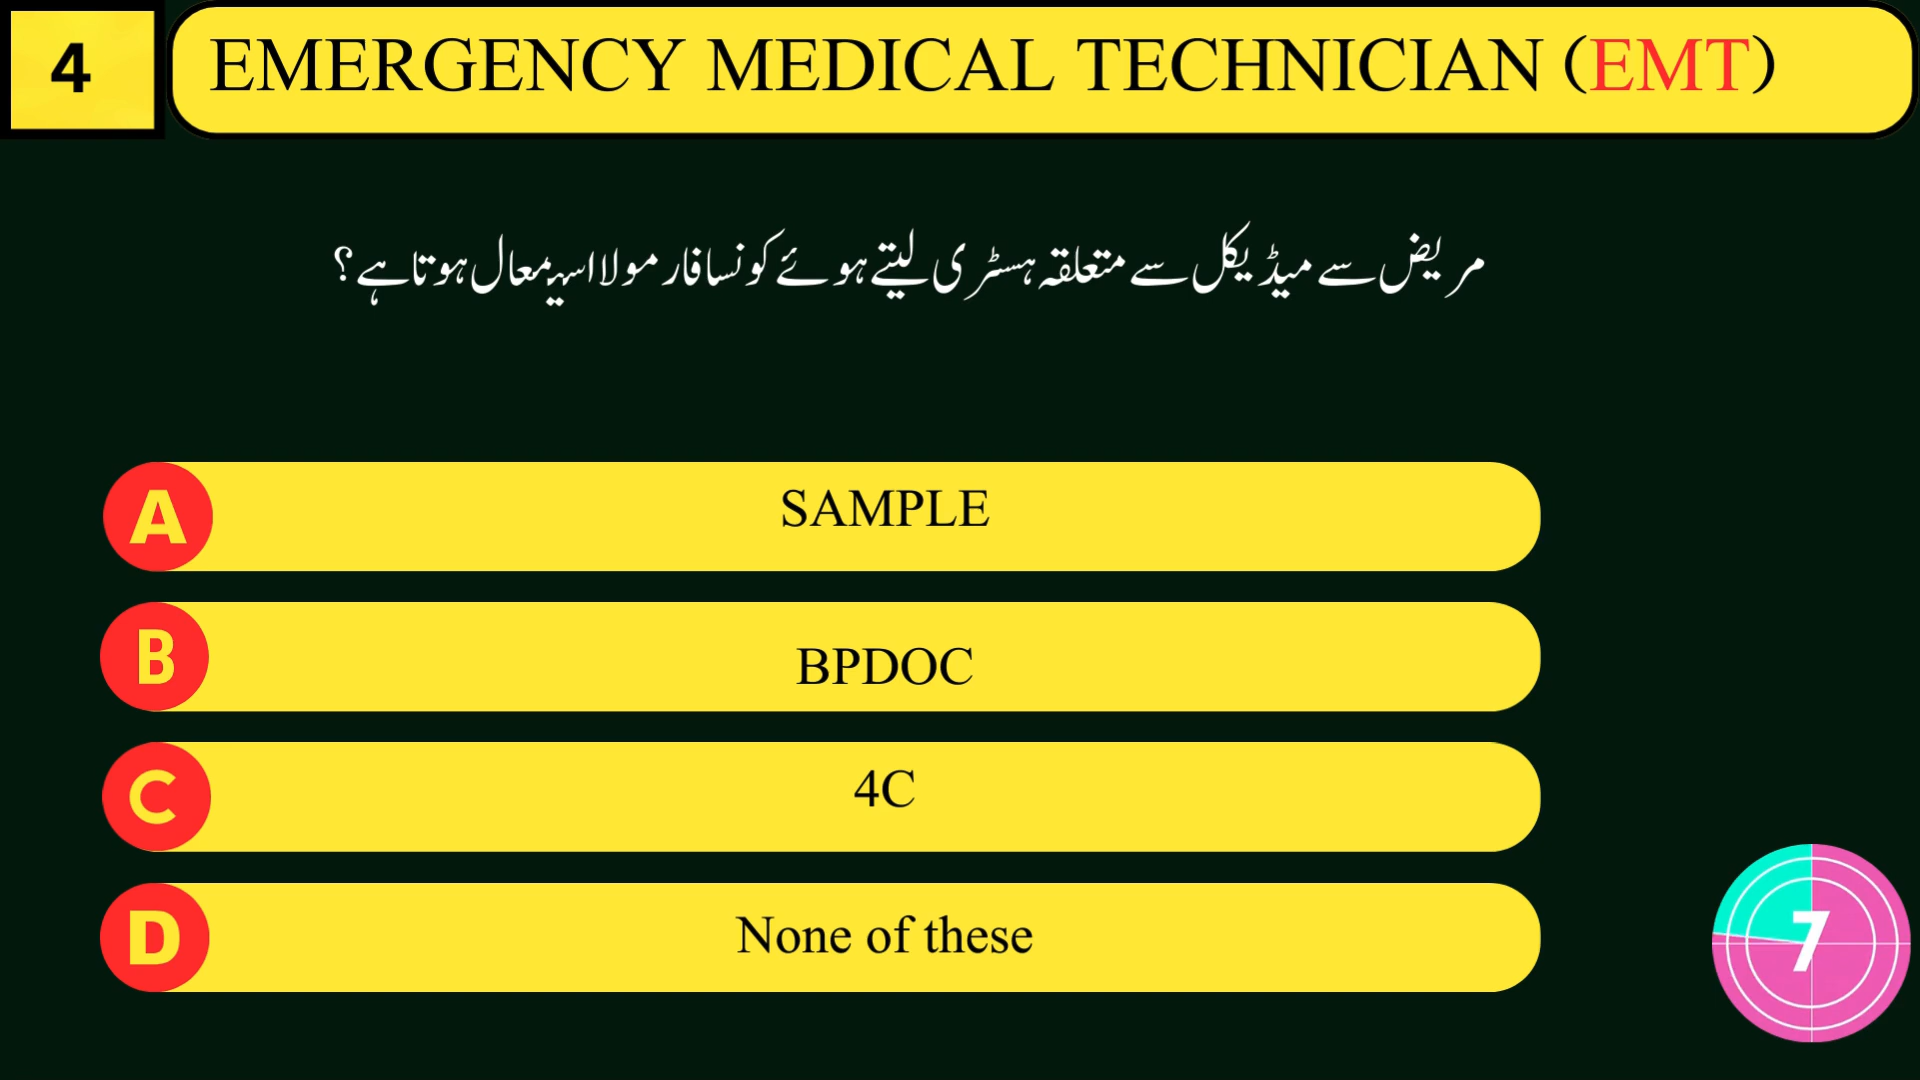 4
EMERGENCY MEDICAL TECHNICIAN (EMT)
مریض سے میڈیکل سے متعلقہ ہسٹری لیتے ہوئے کونسا فارمولا استعمال ہوتا ہے؟
A SAMPLE
B BPDOC
C 4C
D None of these
7